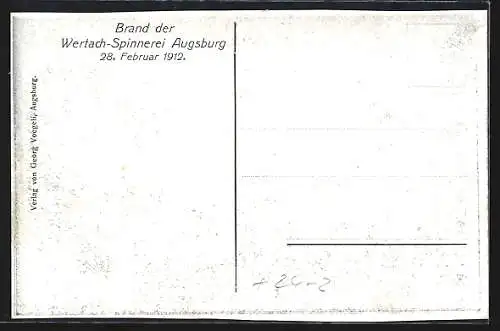 Brand der
Wertach-Spinnerei Augsburg
28. Februar 1912.
Verlag von Georg Voegeli, Augsburg.